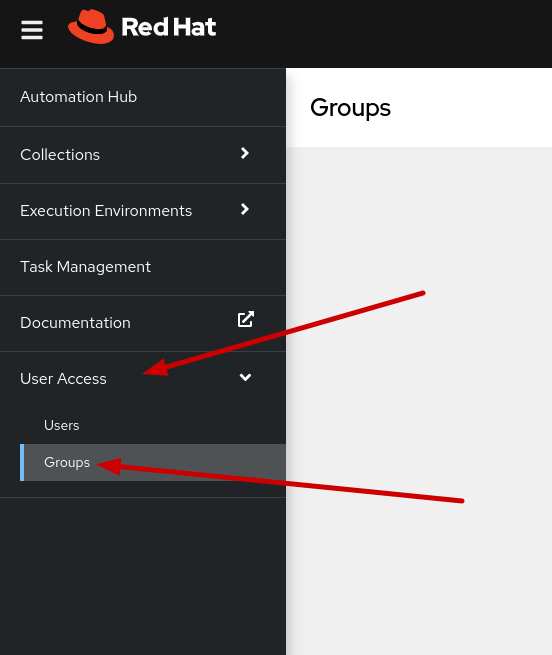 Red Hat
Automation Hub
Groups
Collections
Execution Environments
Task Management
Documentation
User Access
Users
Groups